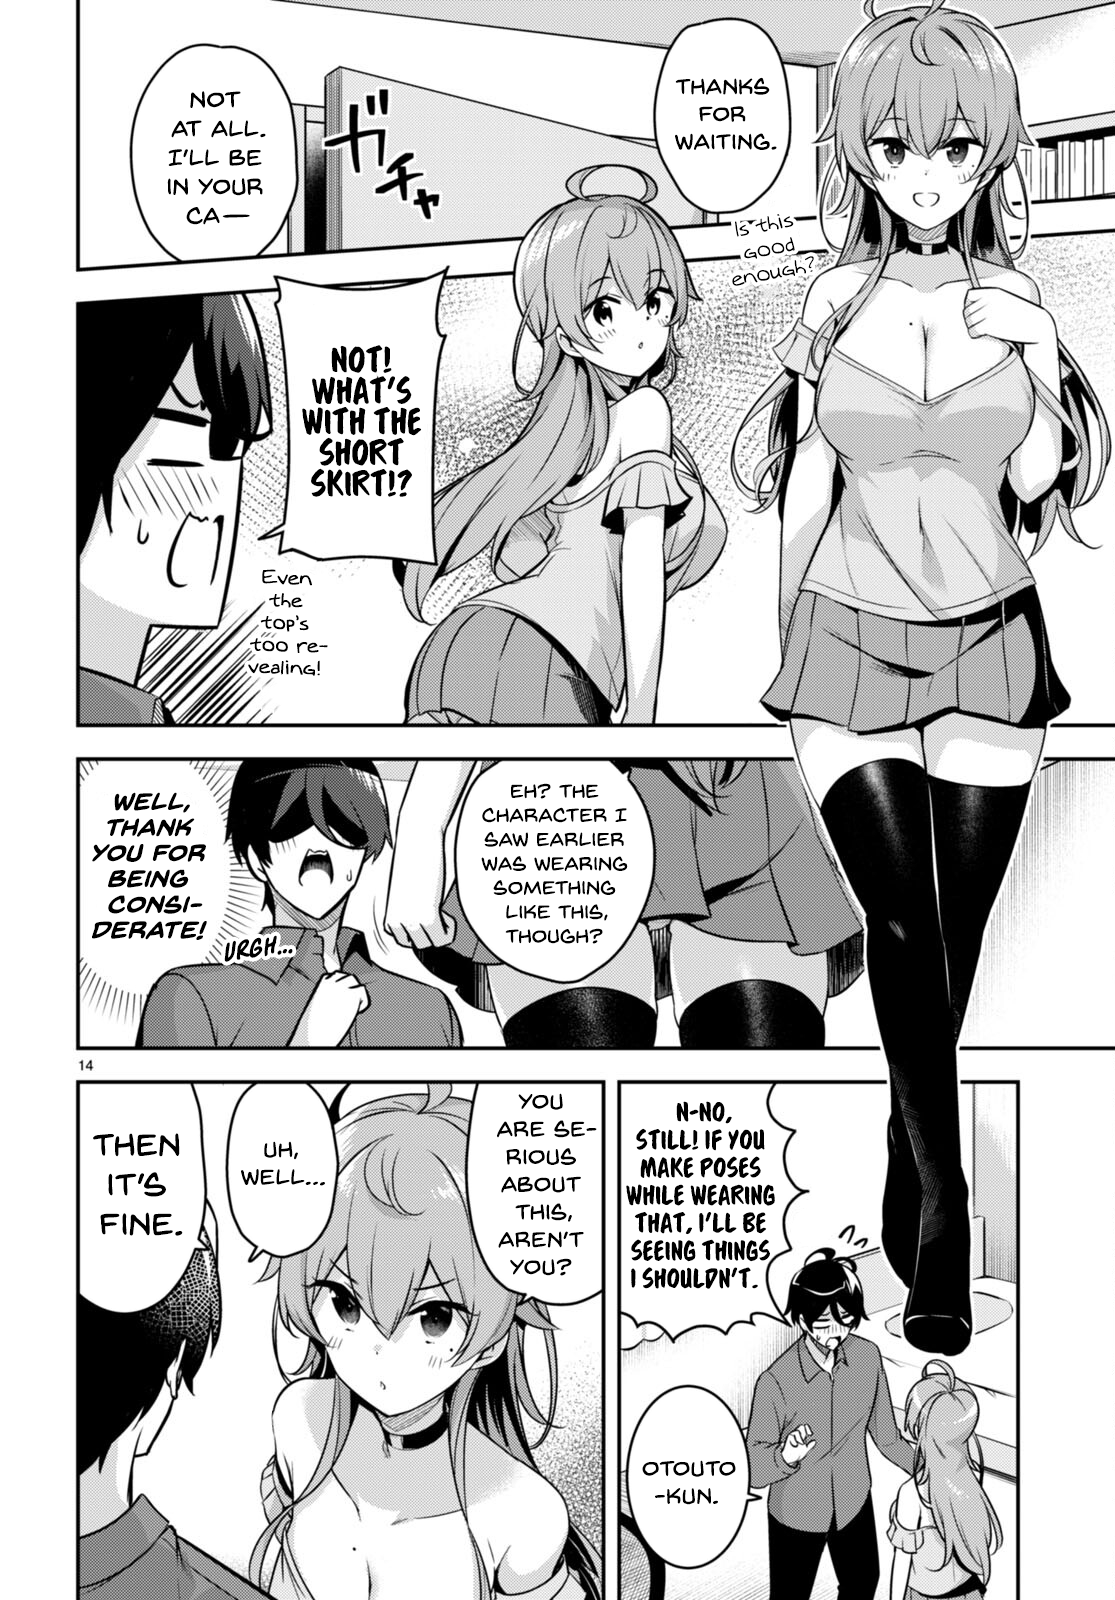 THANKS
FOR
WAITING.
Is this
good
enough?
ガチャ
NOT
AT ALL.
I'LL BE
IN YOUR
CA—
NOT!
WHAT'S
WITH THE
SHORT
SKIRT!?
Even
the
top's
too re-
vealing!
EH? THE
CHARACTER I
SAW EARLIER
WAS WEARING
SOMETHING
LIKE THIS,
THOUGH?
WELL,
THANK
YOU FOR
BEING
CONSI-
DERATE!
URGH...
14
N-NO,
STILL! IF YOU
MAKE POSES
WHILE WEARING
THAT, I'LL BE
SEEING THINGS
I SHOULDN'T.
OTOUTO
-KUN.
YOU
ARE SE-
RIOUS
ABOUT
THIS,
AREN'T
YOU?
UH,
WELL...
THEN
IT'S
FINE.